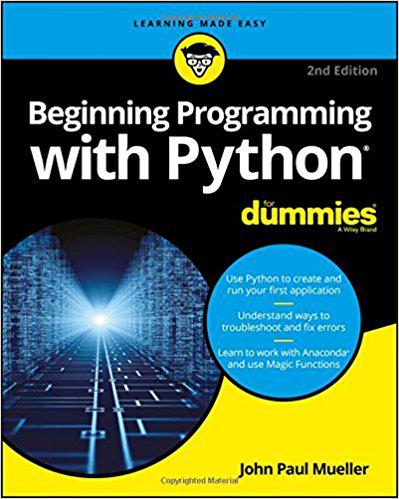 LEARNING MADE EASY
2nd Edition
Beginning Programming
with Python®
for
dummies®
A Wiley Brand
Use Python to create and
run your first application
Understand ways to
troubleshoot and fix errors
Learn to work with Anaconda®
and use Magic Functions
Copyrighted Material
John Paul Mueller